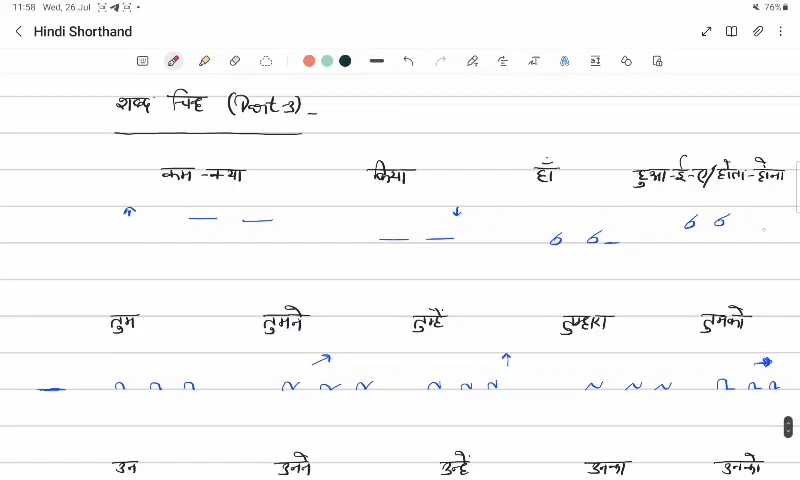 11:58 Wed, 26 Jul 76%
Hindi Shorthand
शब्द चिन्ह (Part 3) -
कम - क्या किया हाँ हुआ-ई-ए/होता-होना
तुम तुमने तुम्हें तुम्हारा तुमको
उन उनने उन्हें उनका उनको